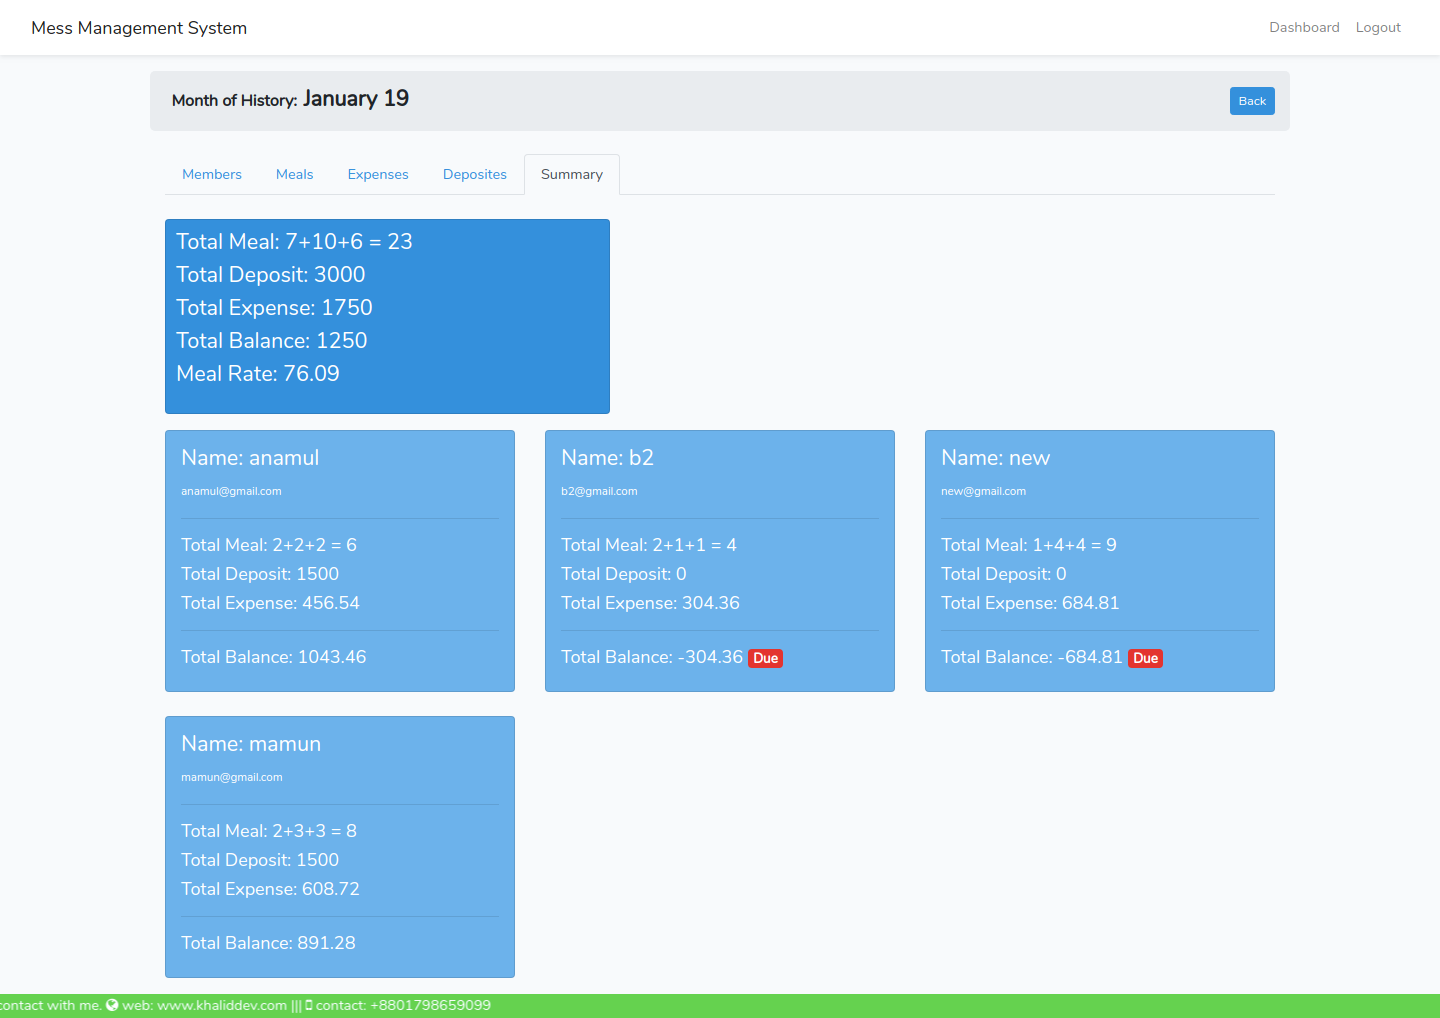 Mess Management System
Dashboard Logout
Month of History: January 19
Back
Members Meals Expenses Deposites Summary
Total Meal: 7+10+6 = 23
Total Deposit: 3000
Total Expense: 1750
Total Balance: 1250
Meal Rate: 76.09
Name: anamul
anamul@gmail.com
Total Meal: 2+2+2 = 6
Total Deposit: 1500
Total Expense: 456.54
Total Balance: 1043.46
Name: b2
b2@gmail.com
Total Meal: 2+1+1 = 4
Total Deposit: 0
Total Expense: 304.36
Total Balance: -304.36 Due
Name: new
new@gmail.com
Total Meal: 1+4+4 = 9
Total Deposit: 0
Total Expense: 684.81
Total Balance: -684.81 Due
Name: mamun
mamun@gmail.com
Total Meal: 2+3+3 = 8
Total Deposit: 1500
Total Expense: 608.72
Total Balance: 891.28
contact with me. web: www.khaliddev.com ||| contact: +8801798659099